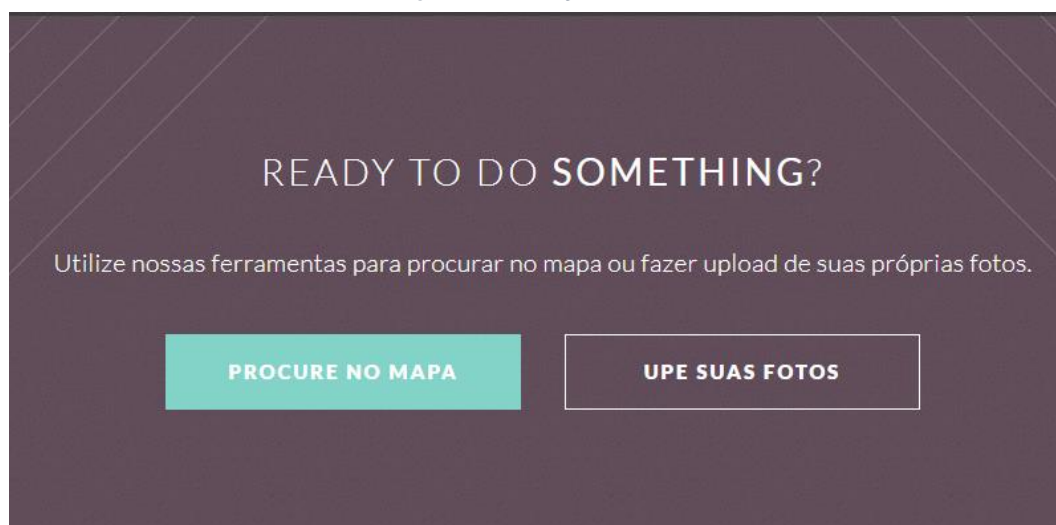 READY TO DO SOMETHING?
Utilize nossas ferramentas para procurar no mapa ou fazer upload de suas próprias fotos.
PROCURE NO MAPA
UPE SUAS FOTOS